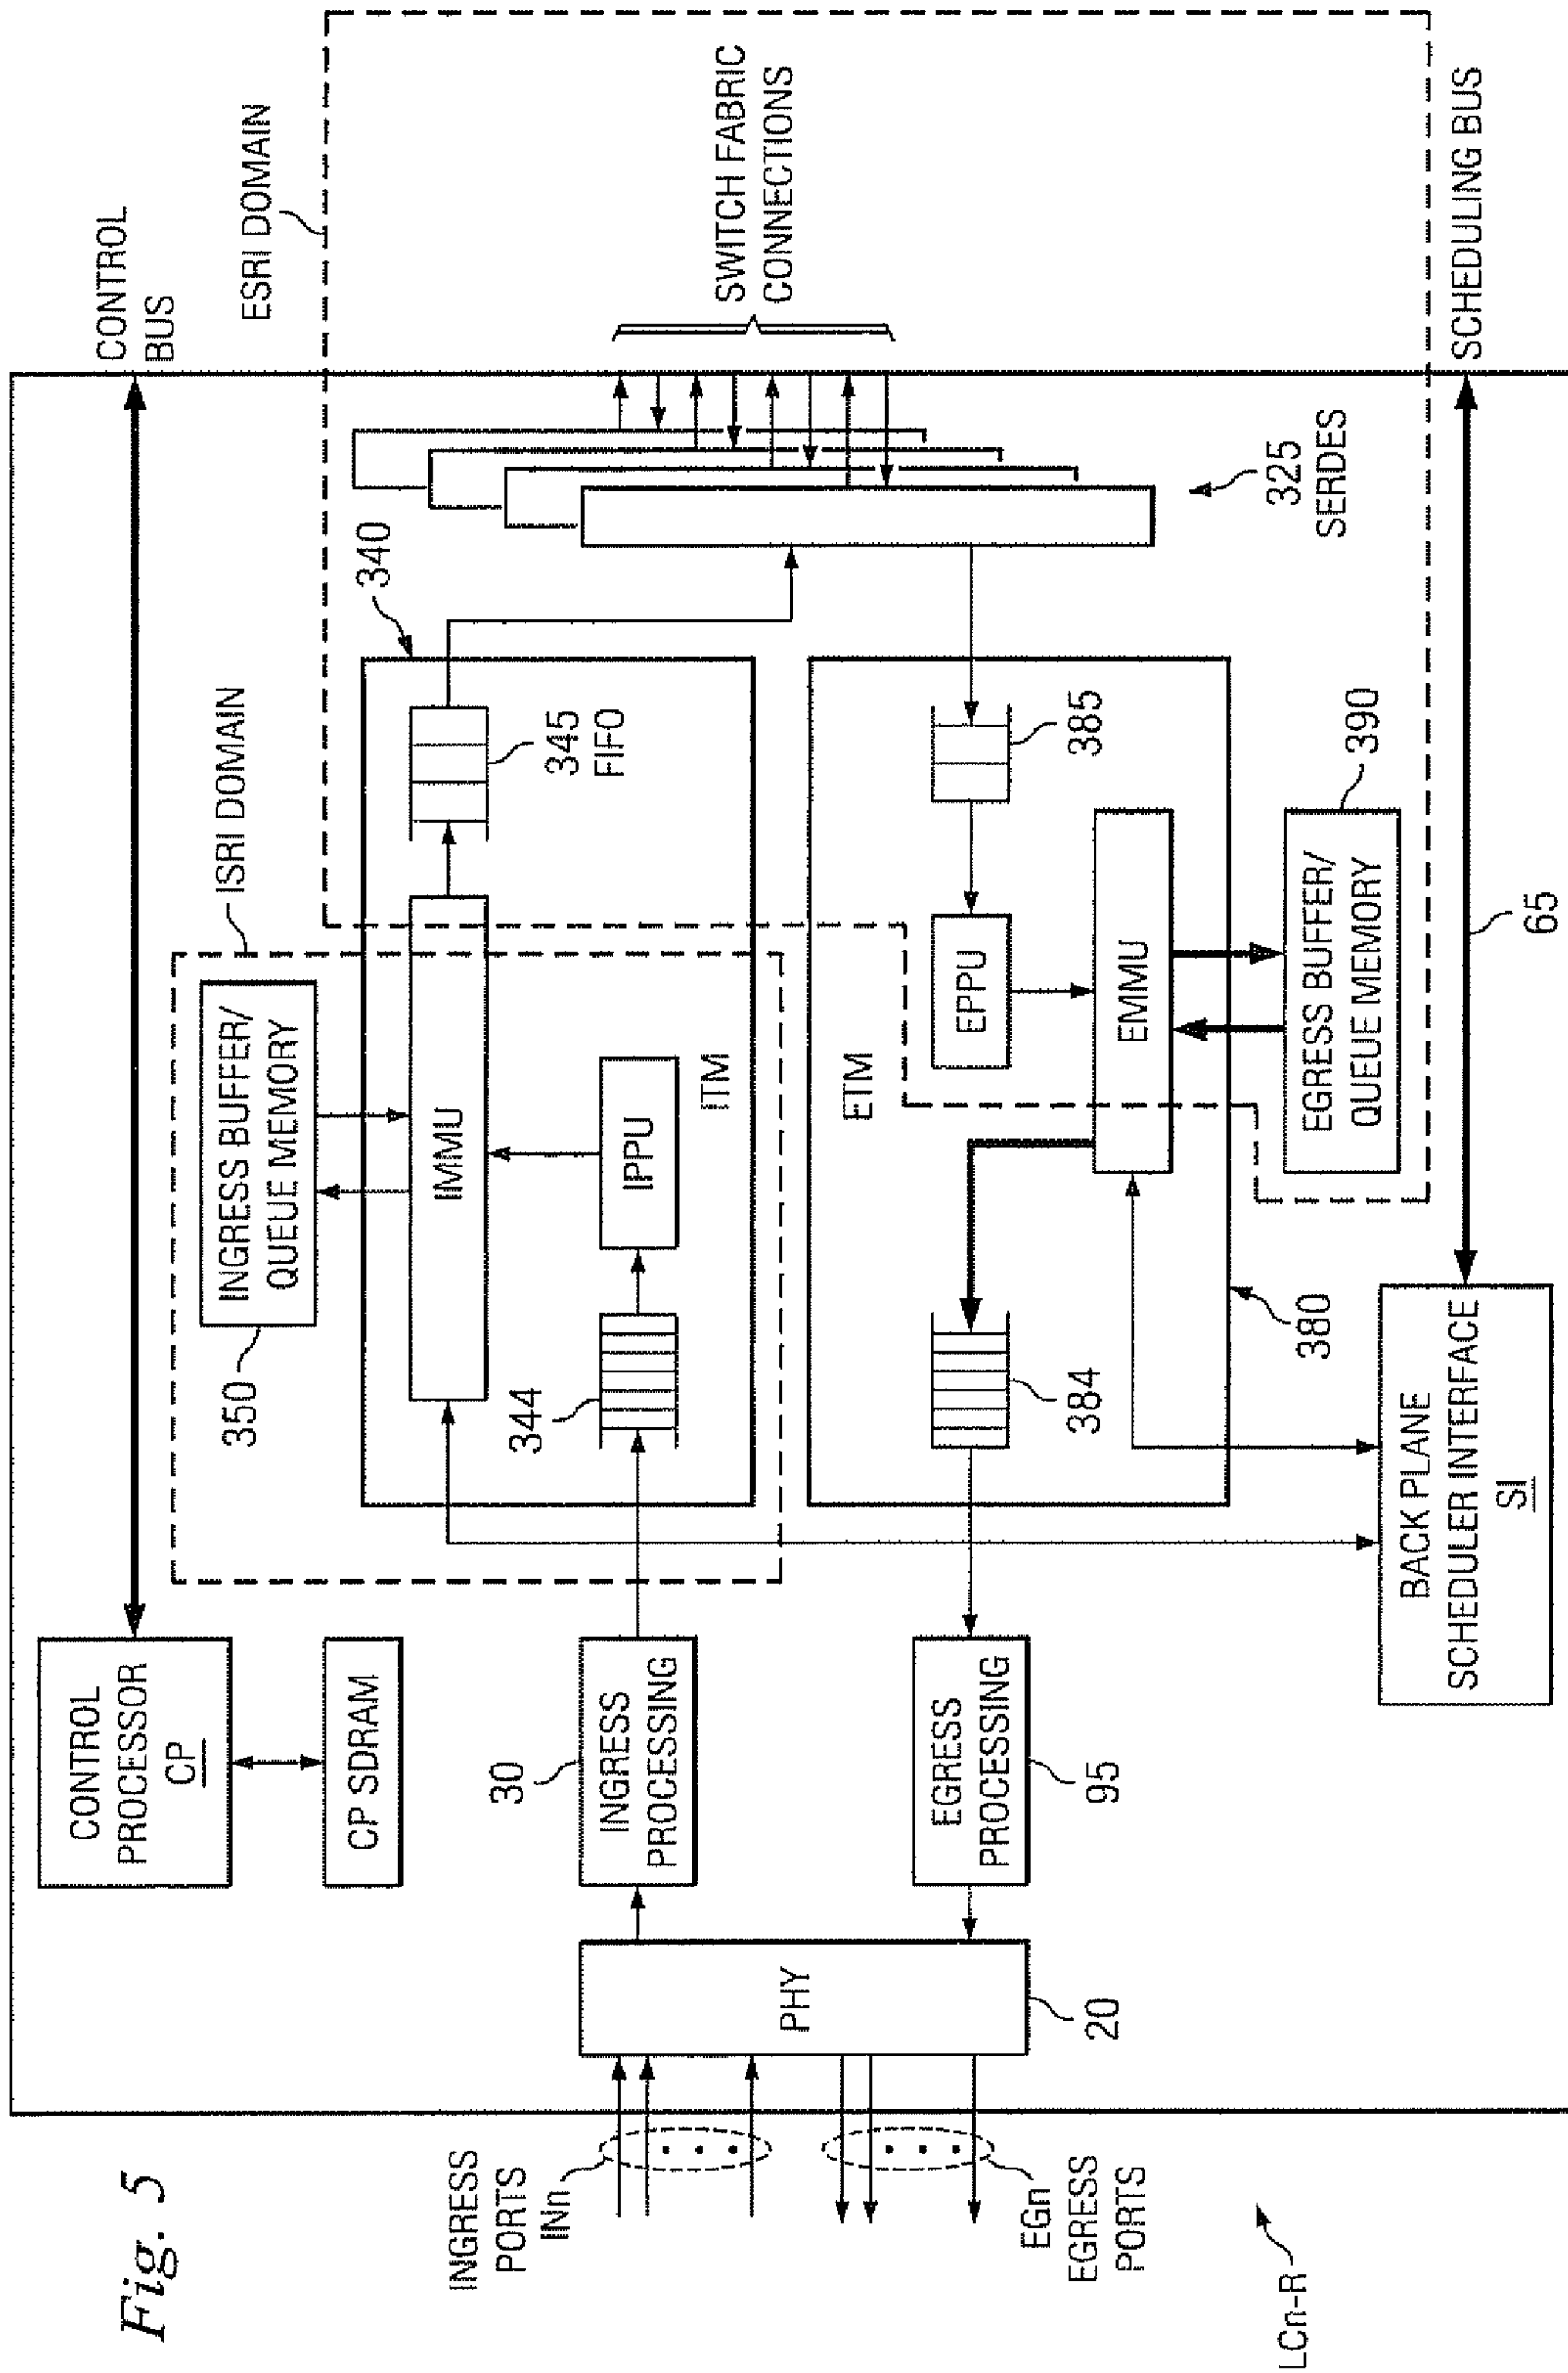 Fig. 5
CONTROL
PROCESSOR
CP
CP SDRAM
CONTROL
BUS
ESRI DOMAIN
ISRI DOMAIN
350
INGRESS BUFFER/
QUEUE MEMORY
340
IMMU
345
FIFO
344
IPPU
ITM
SWITCH FABRIC
CONNECTIONS
325
SERDES
INGRESS
PORTS
INn
30
INGRESS
PROCESSING
PHY
20
EGn
EGRESS
PORTS
EGRESS
PROCESSING
95
ETM
384
EPPU
385
EMMU
380
EGRESS BUFFER/
QUEUE MEMORY
390
BACK PLANE
SCHEDULER INTERFACE
SI
65
SCHEDULING BUS
LCn-R